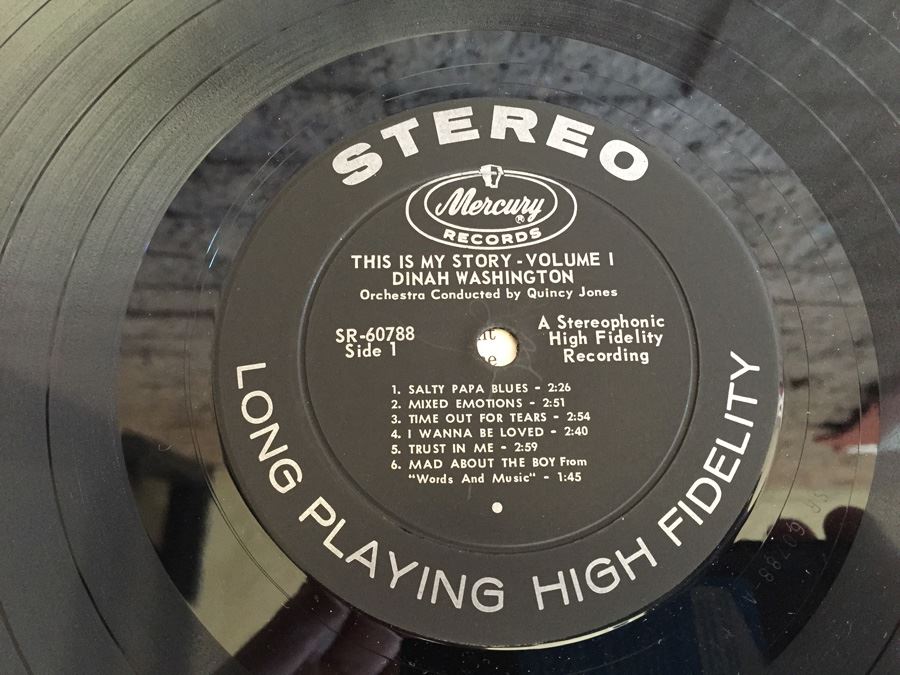 STEREO
Mercury
®
RECORDS
THIS IS MY STORY - VOLUME I
DINAH WASHINGTON
Orchestra Conducted by Quincy Jones
SR-60788
Side 1
A Stereophonic
High Fidelity
Recording
1. SALTY PAPA BLUES - 2:26
2. MIXED EMOTIONS - 2:51
3. TIME OUT FOR TEARS - 2:54
4. I WANNA BE LOVED - 2:40
5. TRUST IN ME - 2:59
6. MAD ABOUT THE BOY From
"Words And Music" - 1:45
LONG PLAYING HIGH FIDELITY
SR 60788